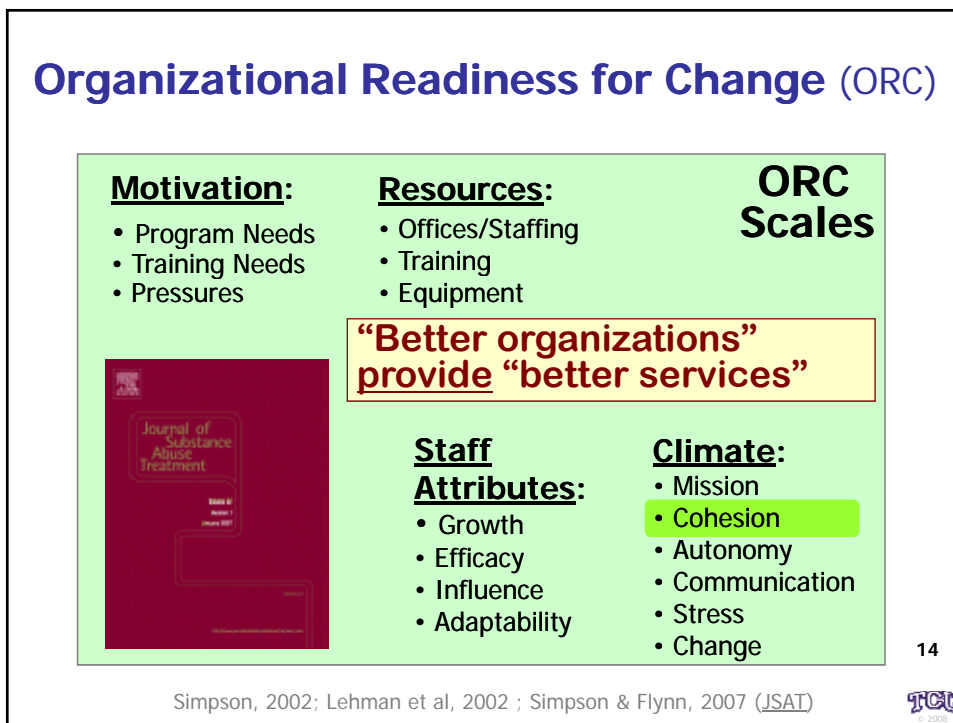 Organizational Readiness for Change (ORC)
Motivation:
• Program Needs
• Training Needs
• Pressures
Resources:
• Offices/Staffing
• Training
• Equipment
ORC
Scales
“Better organizations”
provide “better services”
Journal of
Substance
Abuse
Treatment
January 2007
Staff
Attributes:
• Growth
• Efficacy
• Influence
• Adaptability
Climate:
• Mission
• Cohesion
• Autonomy
• Communication
• Stress
• Change
14
Simpson, 2002; Lehman et al, 2002 ; Simpson & Flynn, 2007 (JSAT)
TCU
© 2008